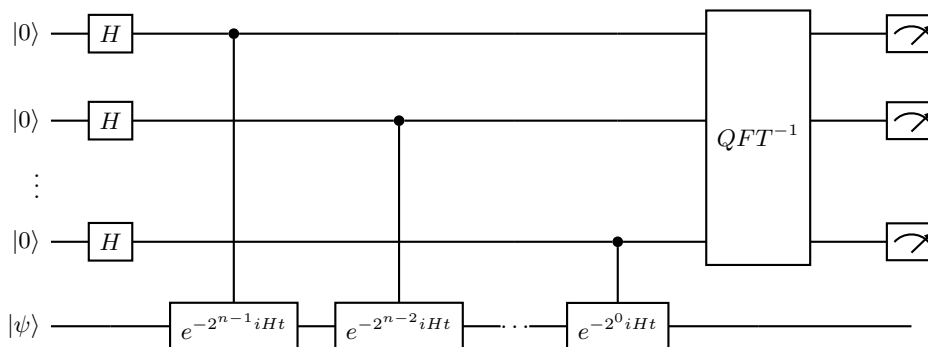 |0⟩ H
|0⟩ H
QFT⁻¹
⋮
|0⟩ H
|ψ⟩ e^{-2^{n-1}iHt} e^{-2^{n-2}iHt} ... e^{-2^{0}iHt}